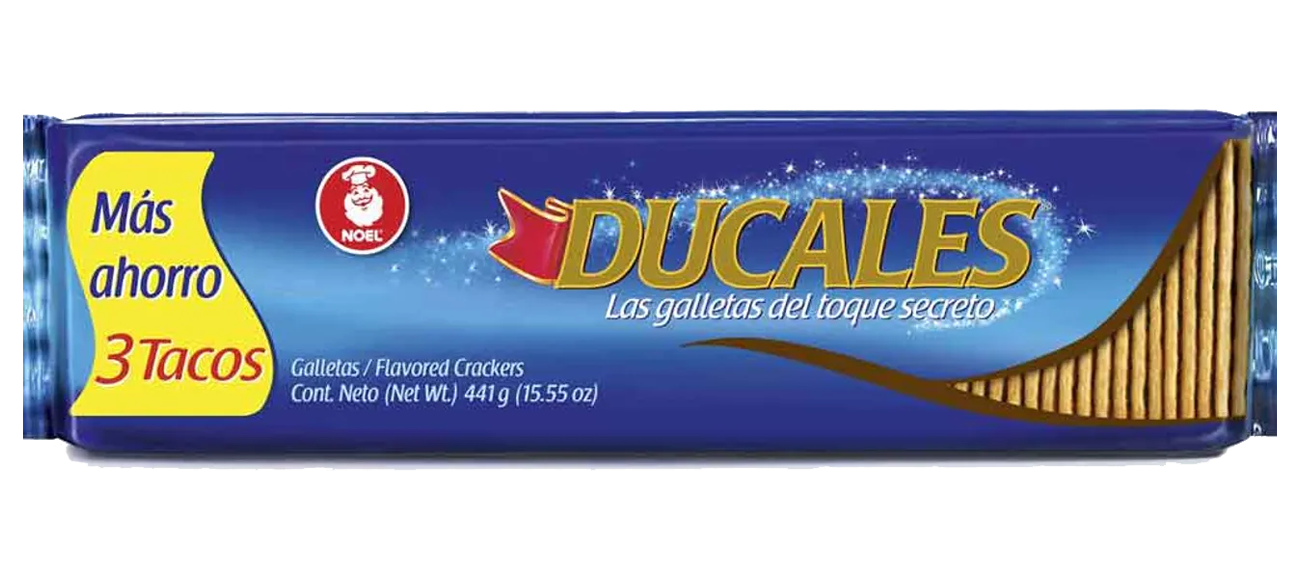 Más
ahorro
3 Tacos
NOEL
DUCALES
Las galletas del toque secreto
Galletas / Flavored Crackers
Cont. Neto (Net Wt.) 441 g (15.55 oz)